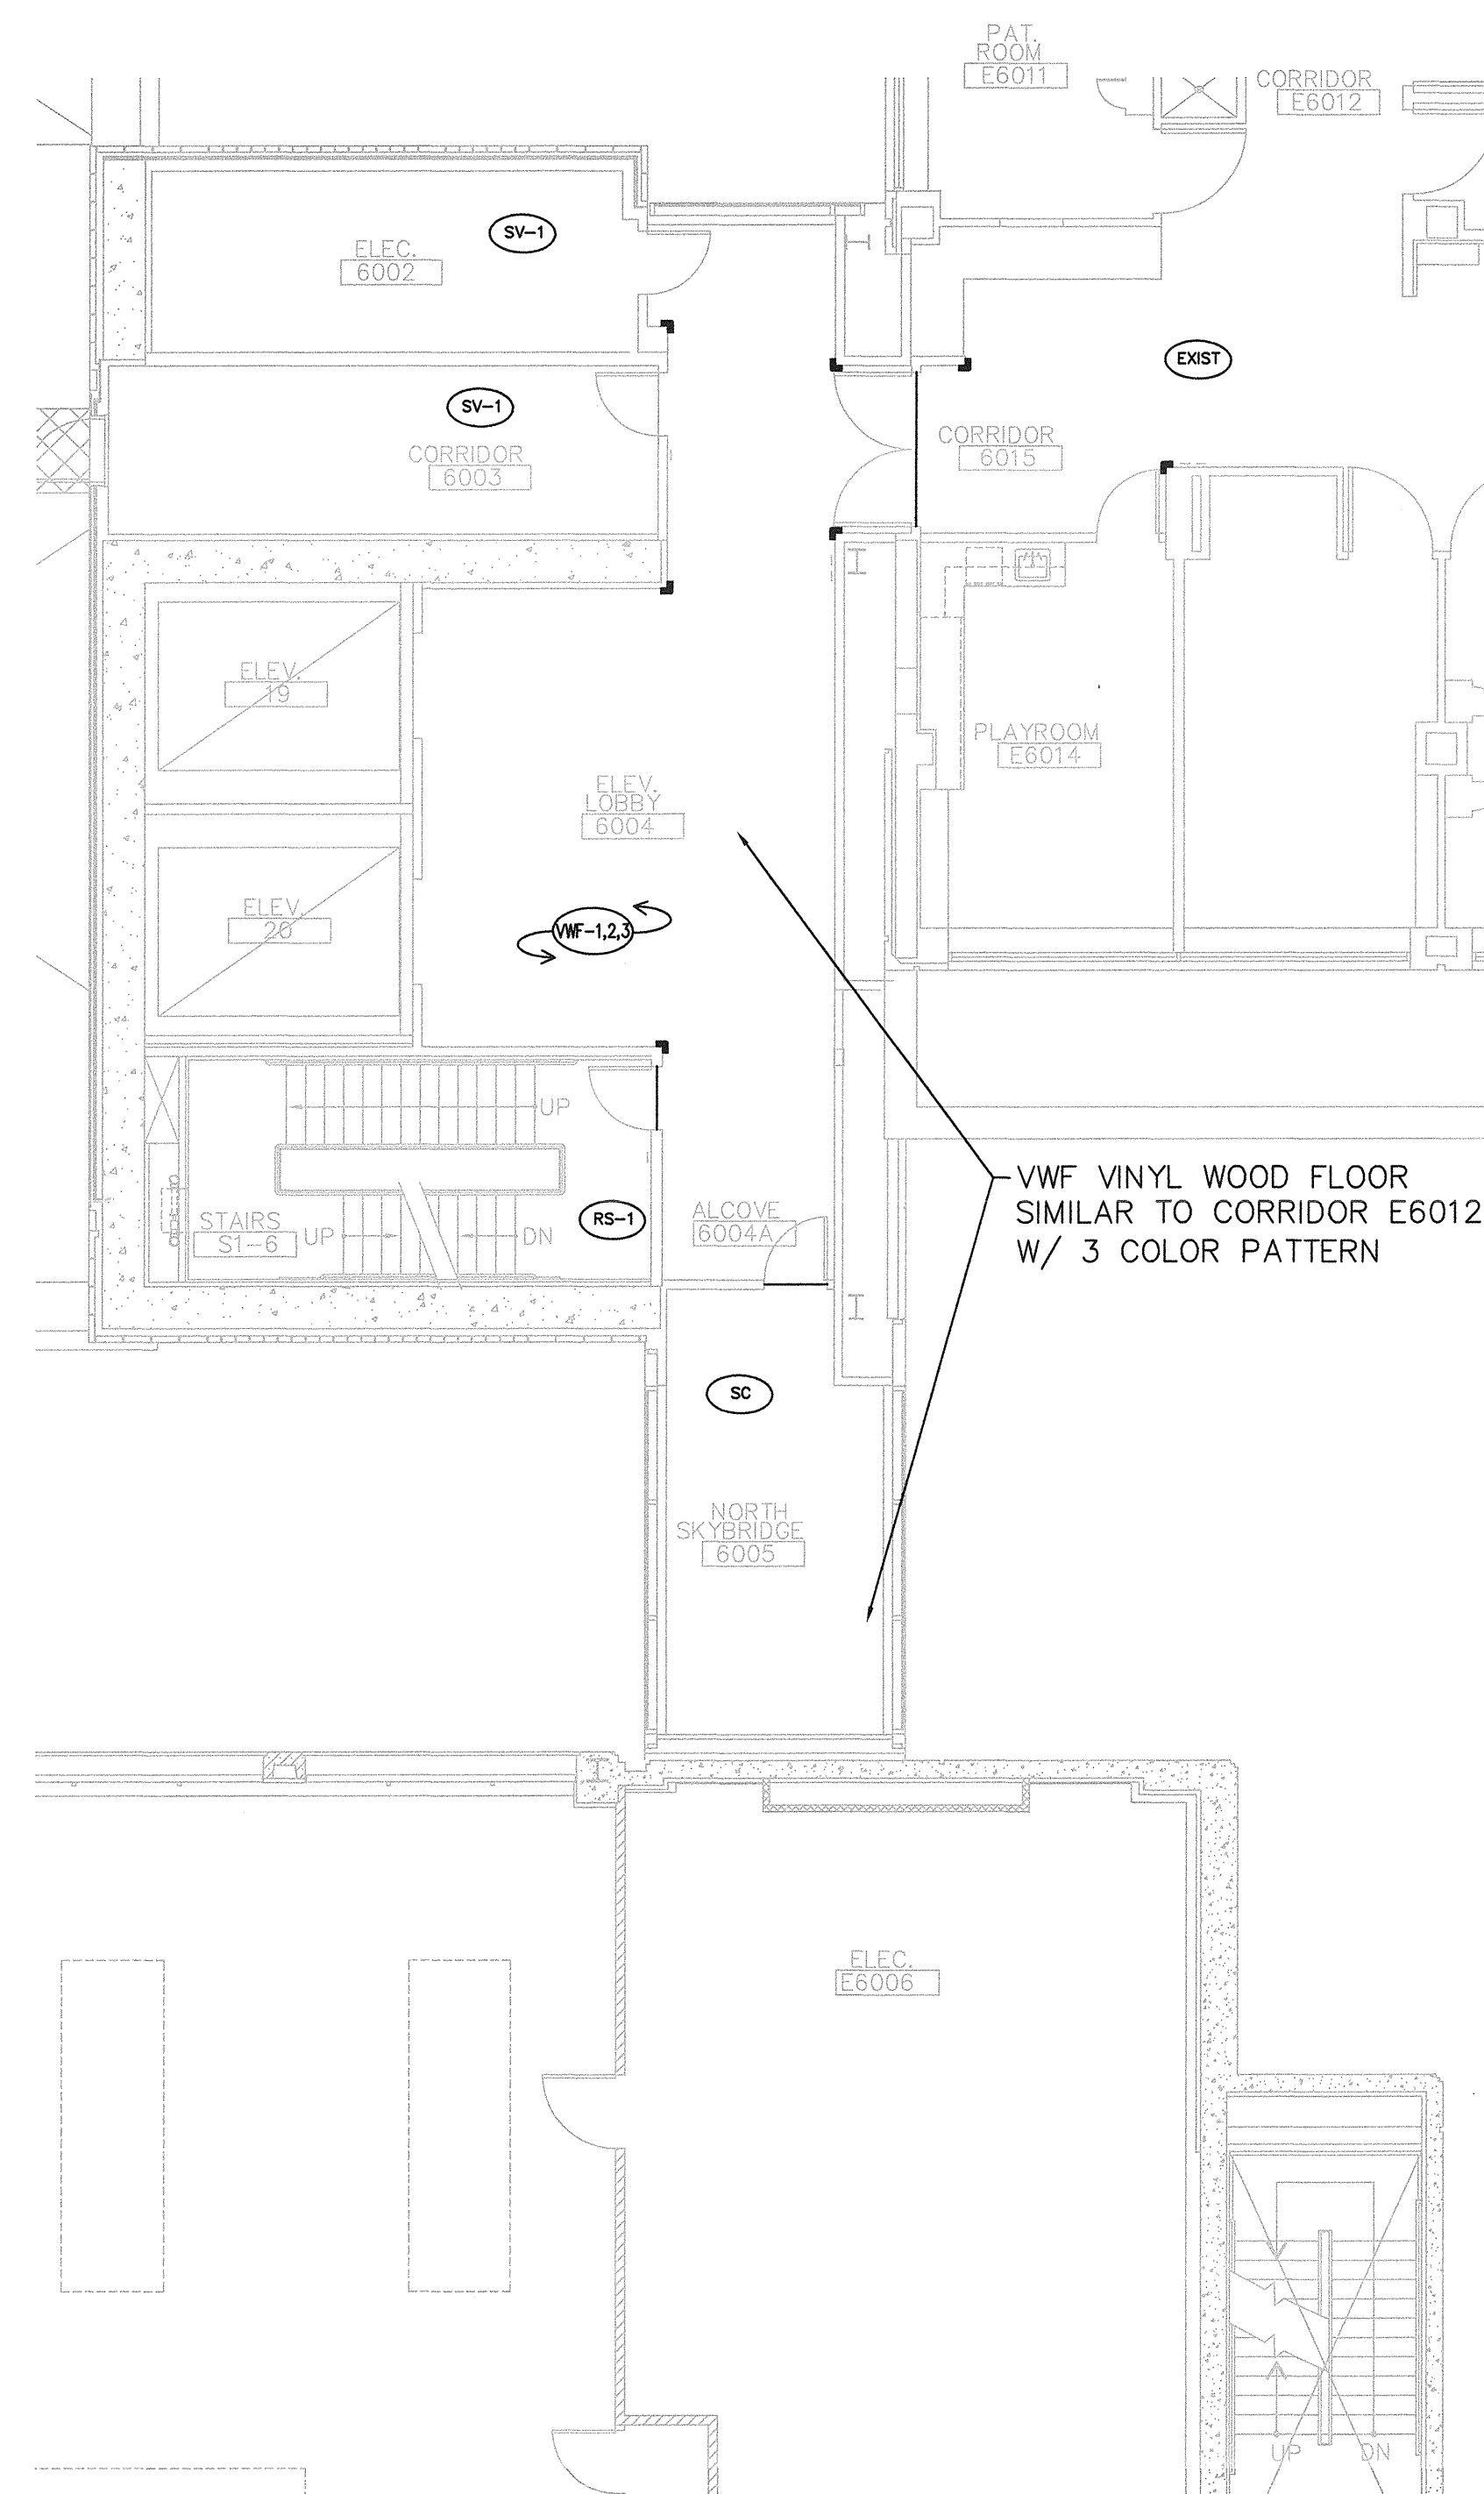 PAT.
ROOM
E6011
CORRIDOR
E6012
SV-1
ELEC.
6002
EXIST
SV-1
CORRIDOR
6003
CORRIDOR
6015
ELEV.
19
PLAYROOM
E6014
ELEV.
LOBBY
6004
ELEV.
20
VWF-1,2,3
UP
VWF VINYL WOOD FLOOR
SIMILAR TO CORRIDOR E6012
W/ 3 COLOR PATTERN
STAIRS
S1-6
UP
DN
RS-1
ALCOVE
6004A
SC
NORTH
SKYBRIDGE
6005
ELEC.
E6006
UP
DN